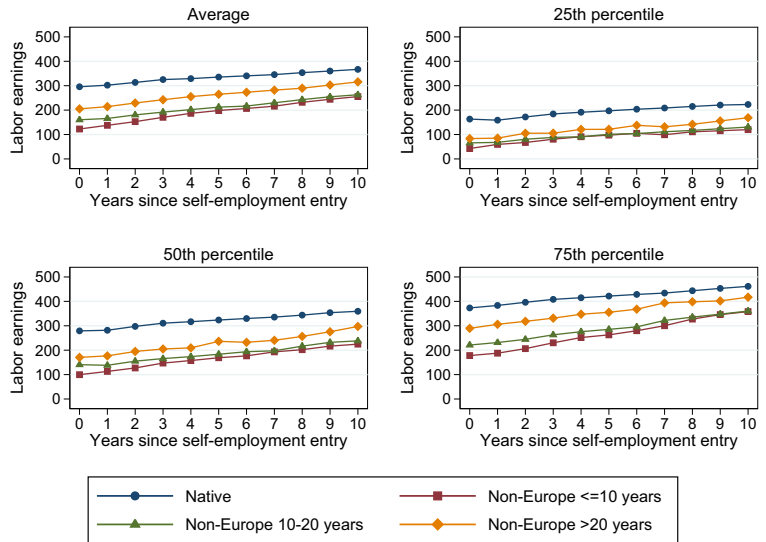 Average
25th percentile
Labor earnings
500
400
300
200
100
0
0 1 2 3 4 5 6 7 8 9 10
Years since self-employment entry
Labor earnings
500
400
300
200
100
0
0 1 2 3 4 5 6 7 8 9 10
Years since self-employment entry
50th percentile
75th percentile
Labor earnings
500
400
300
200
100
0
0 1 2 3 4 5 6 7 8 9 10
Years since self-employment entry
Labor earnings
500
400
300
200
100
0
0 1 2 3 4 5 6 7 8 9 10
Years since self-employment entry
Native
Non-Europe <=10 years
Non-Europe 10-20 years
Non-Europe >20 years